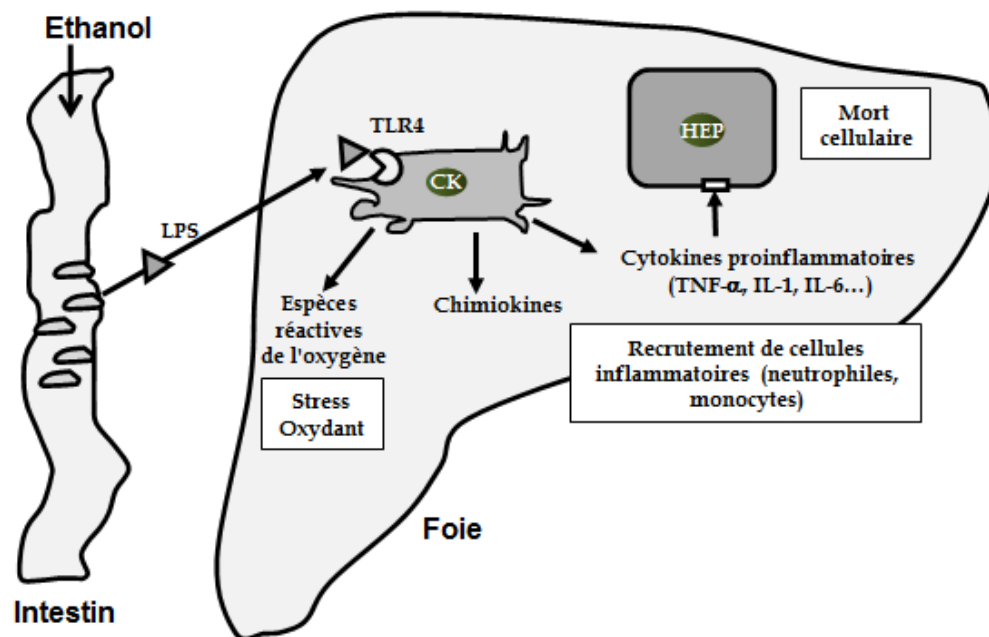 Ethanol
TLR4
HEP
Mort
cellulaire
CK
LPS
Cytokines proinflammatoires
(TNF-α, IL-1, IL-6…)
Espèces
réactives
de l'oxygène
Chimiokines
Recrutement de cellules
inflammatoires (neutrophiles,
monocytes)
Stress
Oxydant
Foie
Intestin